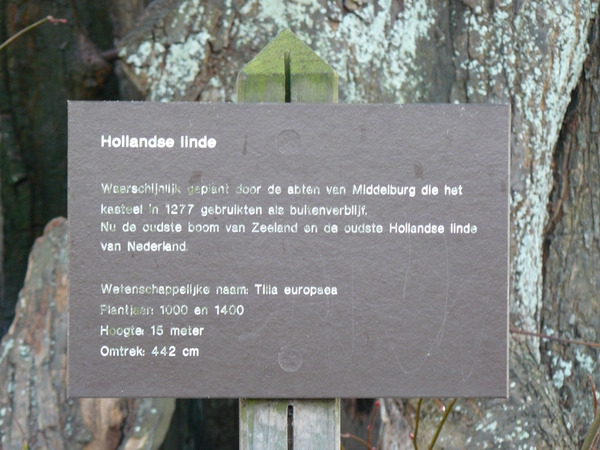 Hollandse linde
Waarschijnlijk geplant door de abten van Middelburg die het
kasteel in 1277 gebruikten als buitenverblijf.
Nu de oudste boom van Zeeland en de oudste Hollandse linde
van Nederland.
Wetenschappelijke naam: Tilia europaea
Plantjaar: 1000 en 1400
Hoogte: 15 meter
Omtrek: 442 cm